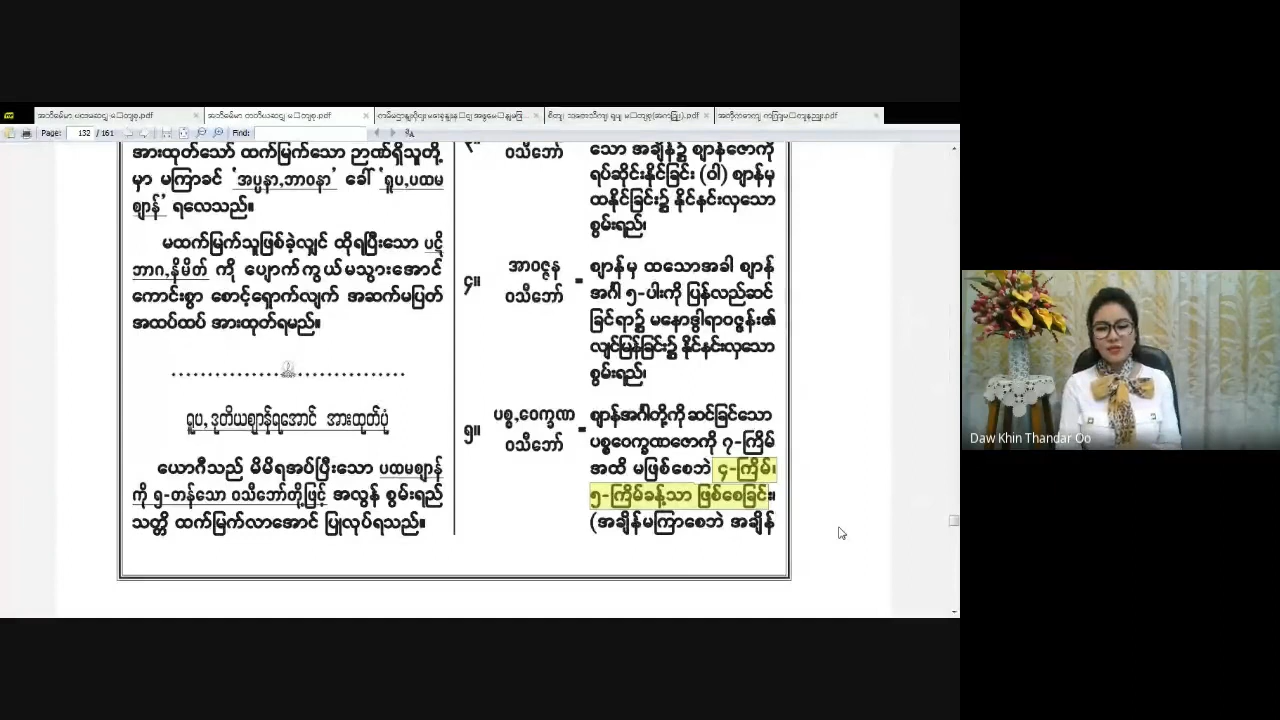 Page: 132 / 161 Find:
အားထုတ်သော် ထက်မြက်သော ဉာဏ်ရှိသူတို့
မှာ မကြာခင် 'အပ္ပနာ,ဘာဝနာ' ခေါ် 'ရူပ,ပထမ
ဈာန်' ရလေသည်။
မထက်မြက်သူဖြစ်ခဲ့လျှင် ထိုရပြီးသော ပဋိ
ဘာဂ,နိမိတ် ကို ပျောက်ကွယ်မသွားအောင်
ကောင်းစွာ စောင့်ရှောက်လျက် အဆက်မပြတ်
အထပ်ထပ် အားထုတ်ရမည်။
ရူပ,ဒုတိယဈာန်ရအောင် အားထုတ်ပုံ
ယောဂီသည် မိမိရအပ်ပြီးသော ပထမဈာန်
ကို ၅-တန်သော ဝသီဘော်တို့ဖြင့် အလွန် စွမ်းရည်
သတ္တိ ထက်မြက်လာအောင် ပြုလုပ်ရသည်။
ဝသီဘော်
သော အချိန်၌ ဈာန်ဇောကို
ရပ်ဆိုင်းနိုင်ခြင်း (ဝါ) ဈာန်မှ
ထနိုင်ခြင်း၌ နိုင်နင်းလှသော
စွမ်းရည်၊
၄။ အာဝဇ္ဇန ဝသီဘော် = ဈာန်မှ ထသောအခါ ဈာန်
အင်္ဂါ ၅-ပါးကို ပြန်လည်ဆင်
ခြင်ရာ၌ မနောဒွါရာဝဇ္ဇန်း၏
လျင်မြန်ခြင်း၌ နိုင်နင်းလှသော
စွမ်းရည်၊
၅။ ပစ္စ,ဝေက္ခဏ ဝသီဘော် = ဈာန်အင်္ဂါတို့ကို ဆင်ခြင်သော
ပစ္စဝေက္ခဏဇောကို ၇-ကြိမ်
အထိ မဖြစ်စေဘဲ ၄-ကြိမ်၊
၅-ကြိမ်ခန့်သာ ဖြစ်စေခြင်း၊
(အချိန်မကြာစေဘဲ အချိန်
Daw Khin Thandar Oo